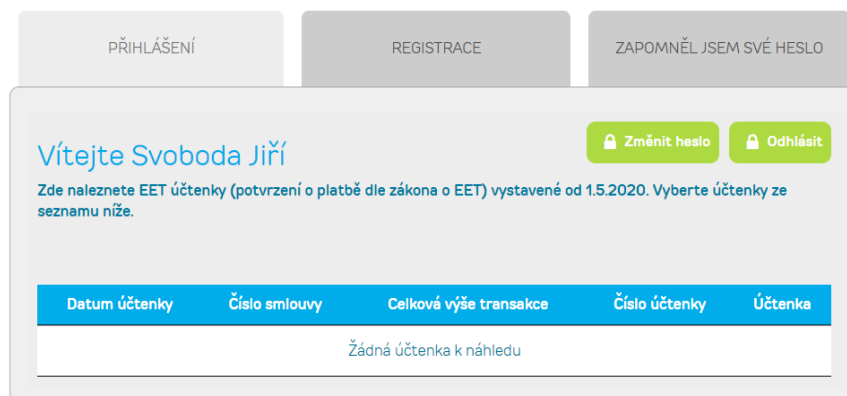 PŘIHLÁŠENÍ
REGISTRACE
ZAPOMNĚL JSEM SVÉ HESLO
Vítejte Svoboda Jiří
Změnit heslo
Odhlásit
Zde naleznete EET účtenky (potvrzení o platbě dle zákona o EET) vystavené od 1.5.2020. Vyberte účtenky ze
seznamu níže.
Datum účtenky Číslo smlouvy Celková výše transakce Číslo účtenky Účtenka
Žádná účtenka k náhledu